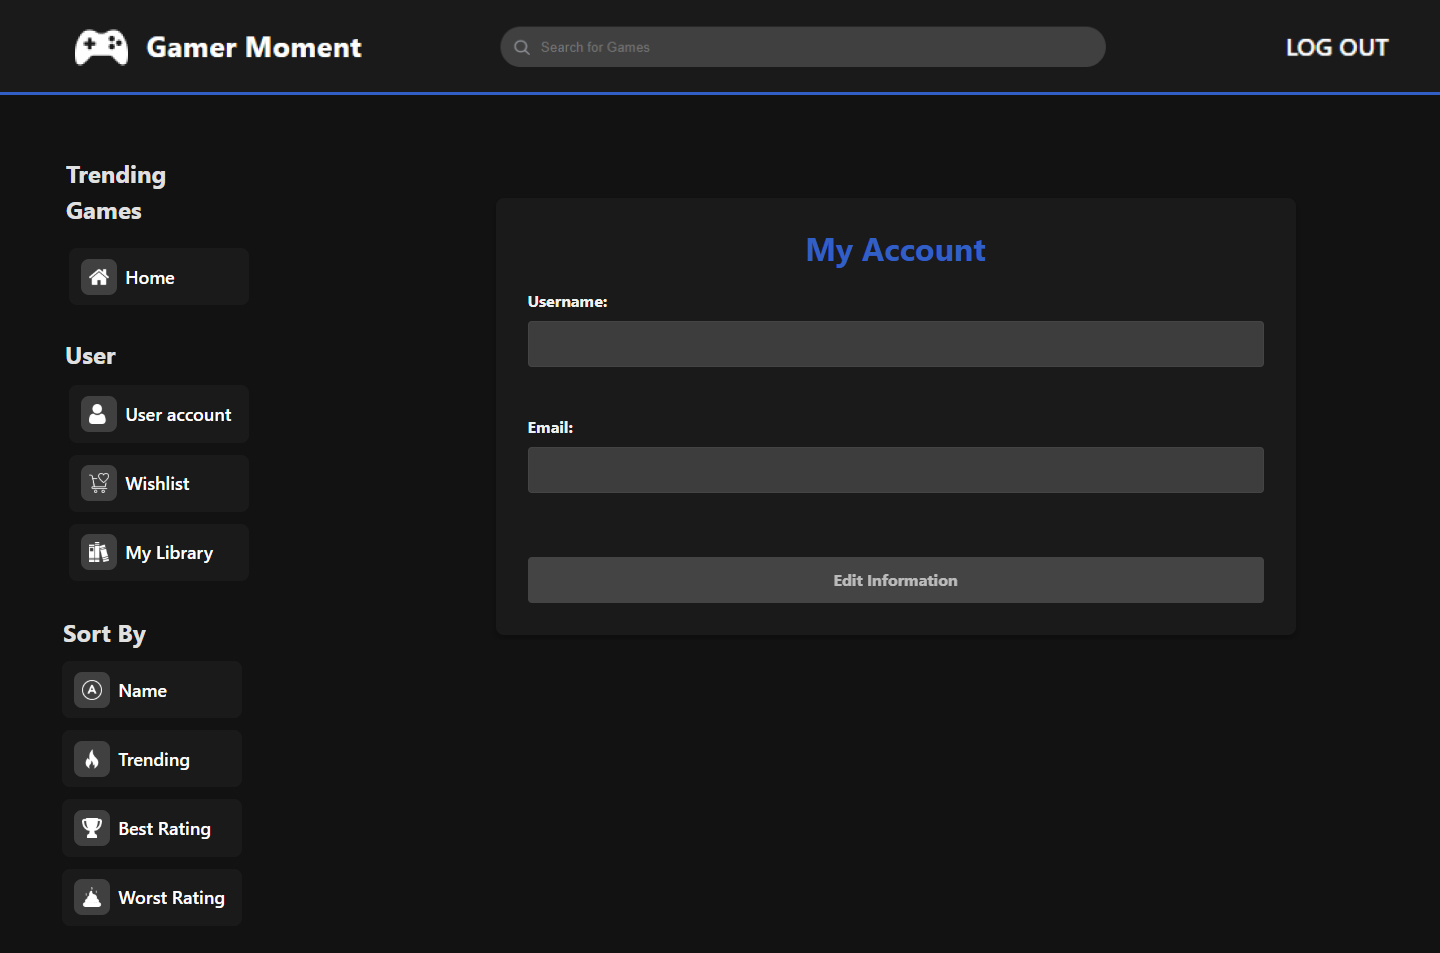 Gamer Moment
Search for Games
LOG OUT
Trending
Games
Home
User
User account
Wishlist
My Library
Sort By
A
Name
Trending
Best Rating
Worst Rating
My Account
Username:
Email:
Edit Information